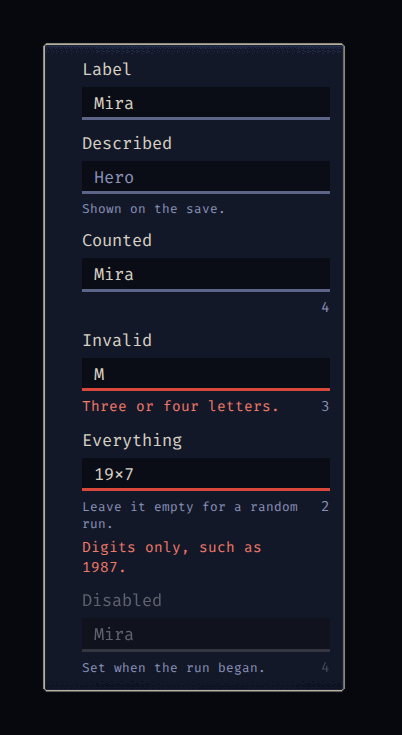 Label
Mira
Described
Hero
Shown on the save.
Counted
Mira
4
Invalid
M
Three or four letters. 3
Everything
19×7
Leave it empty for a random 2
run.
Digits only, such as
1987.
Disabled
Mira
Set when the run began. 4